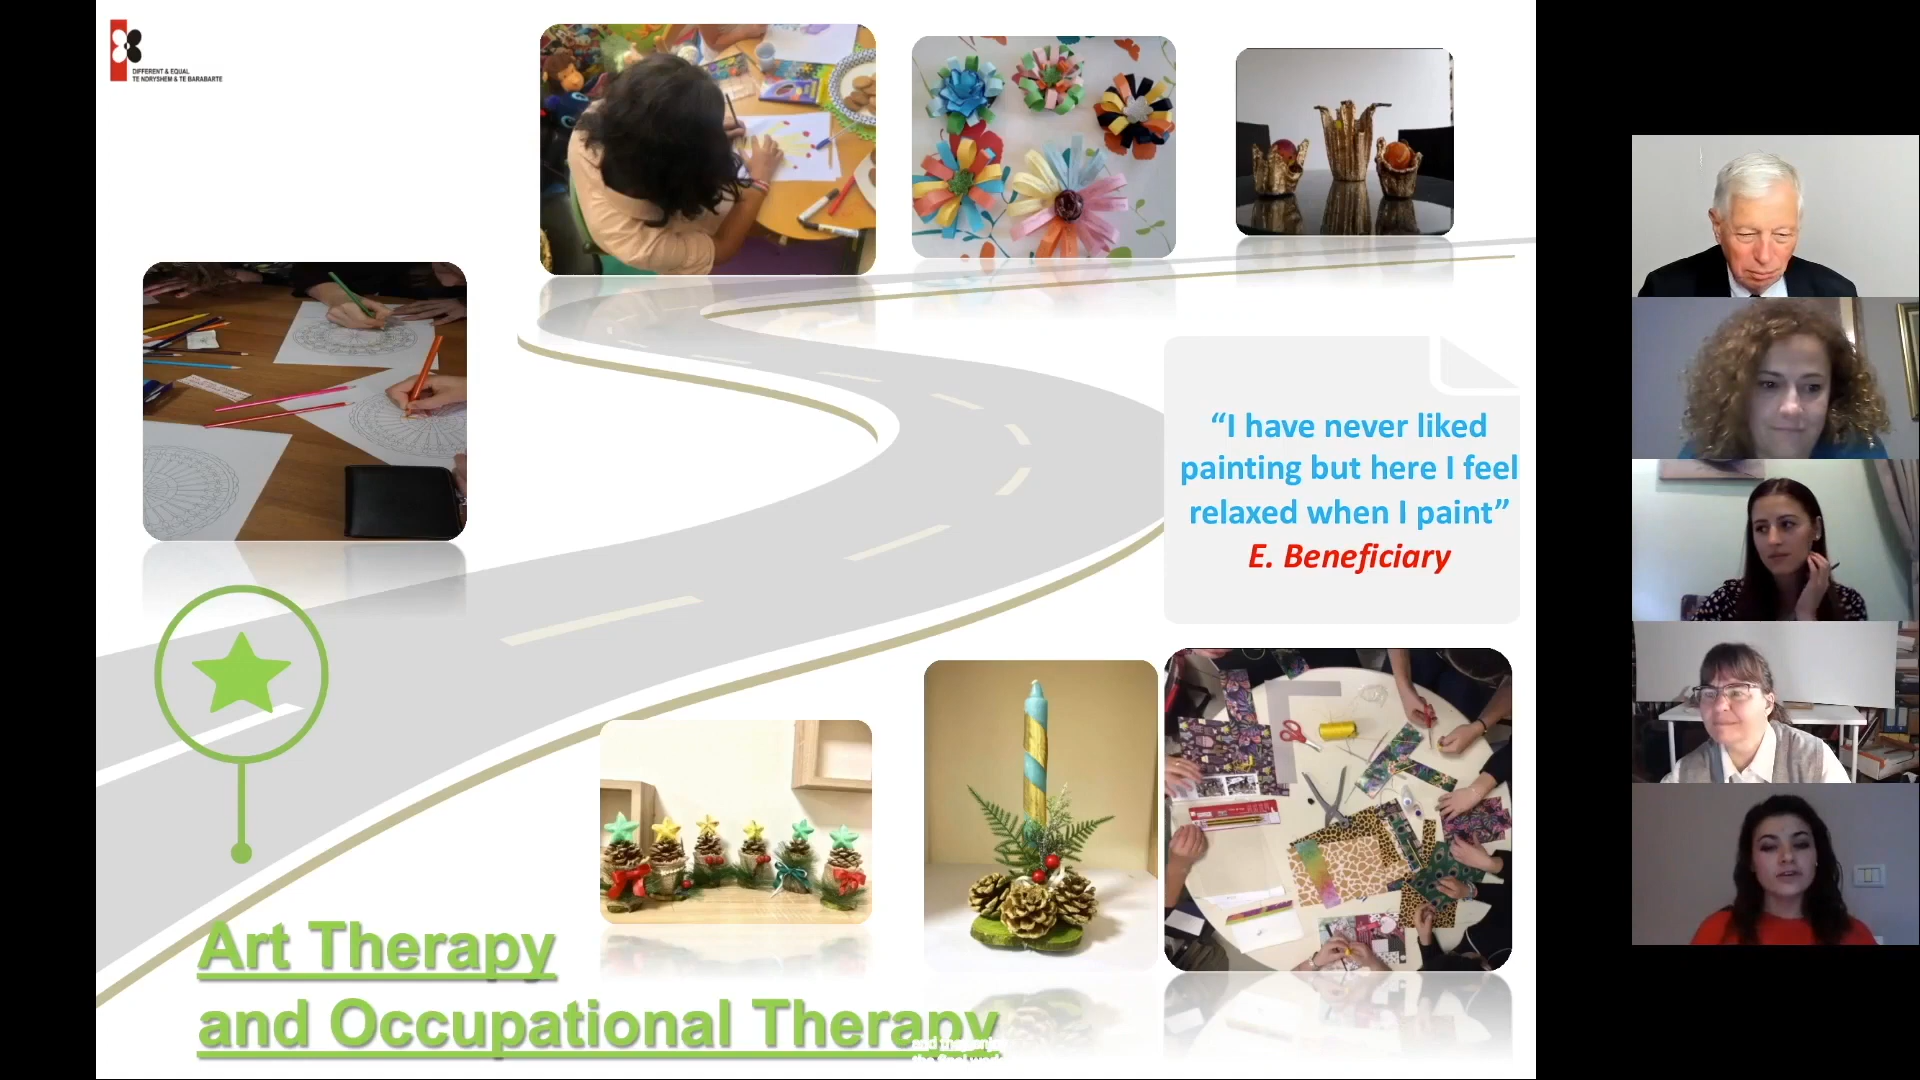 DIFFERENT & EQUAL
TE NDRYSHEM & TE BARABARTE
“I have never liked
painting but here I feel
relaxed when I paint”
E. Beneficiary
Art Therapy
and Occupational Therapy